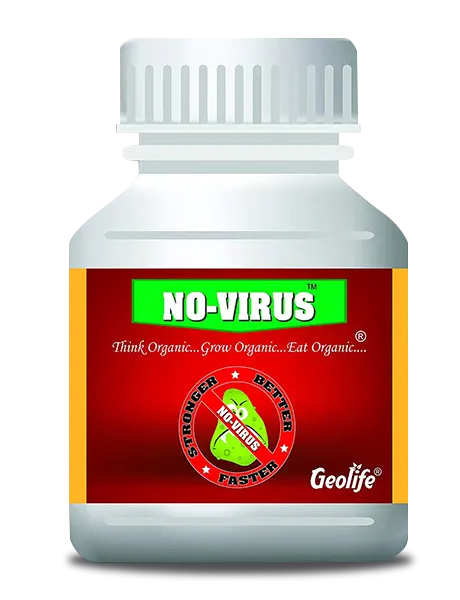 NO-VIRUS™
Think Organic...Grow Organic...Eat Organic....®
STRONGER ★ BETTER ★ FASTER ★
NO-VIRUS
Geolife®